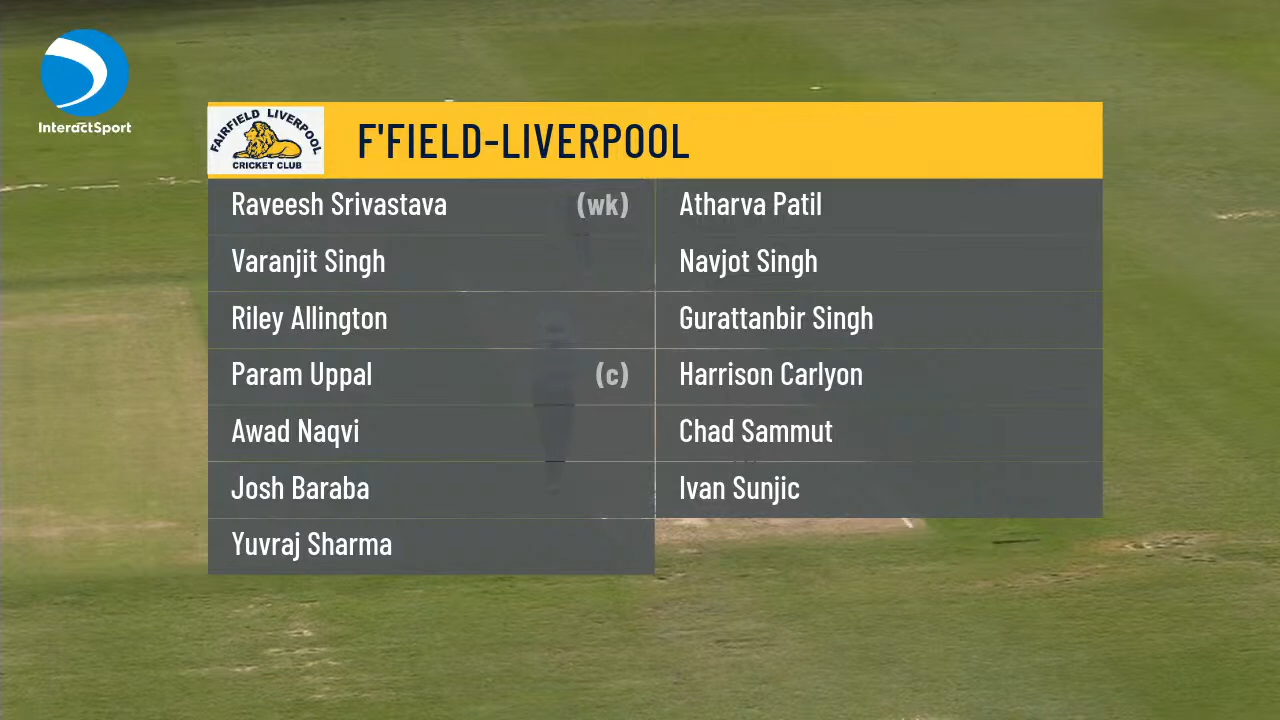 InteractSport
FAIRFIELD LIVERPOOL
CRICKET CLUB
F'FIELD-LIVERPOOL
Raveesh Srivastava (wk)
Varanjit Singh
Riley Allington
Param Uppal (c)
Awad Naqvi
Josh Baraba
Yuvraj Sharma
Atharva Patil
Navjot Singh
Gurattanbir Singh
Harrison Carlyon
Chad Sammut
Ivan Sunjic